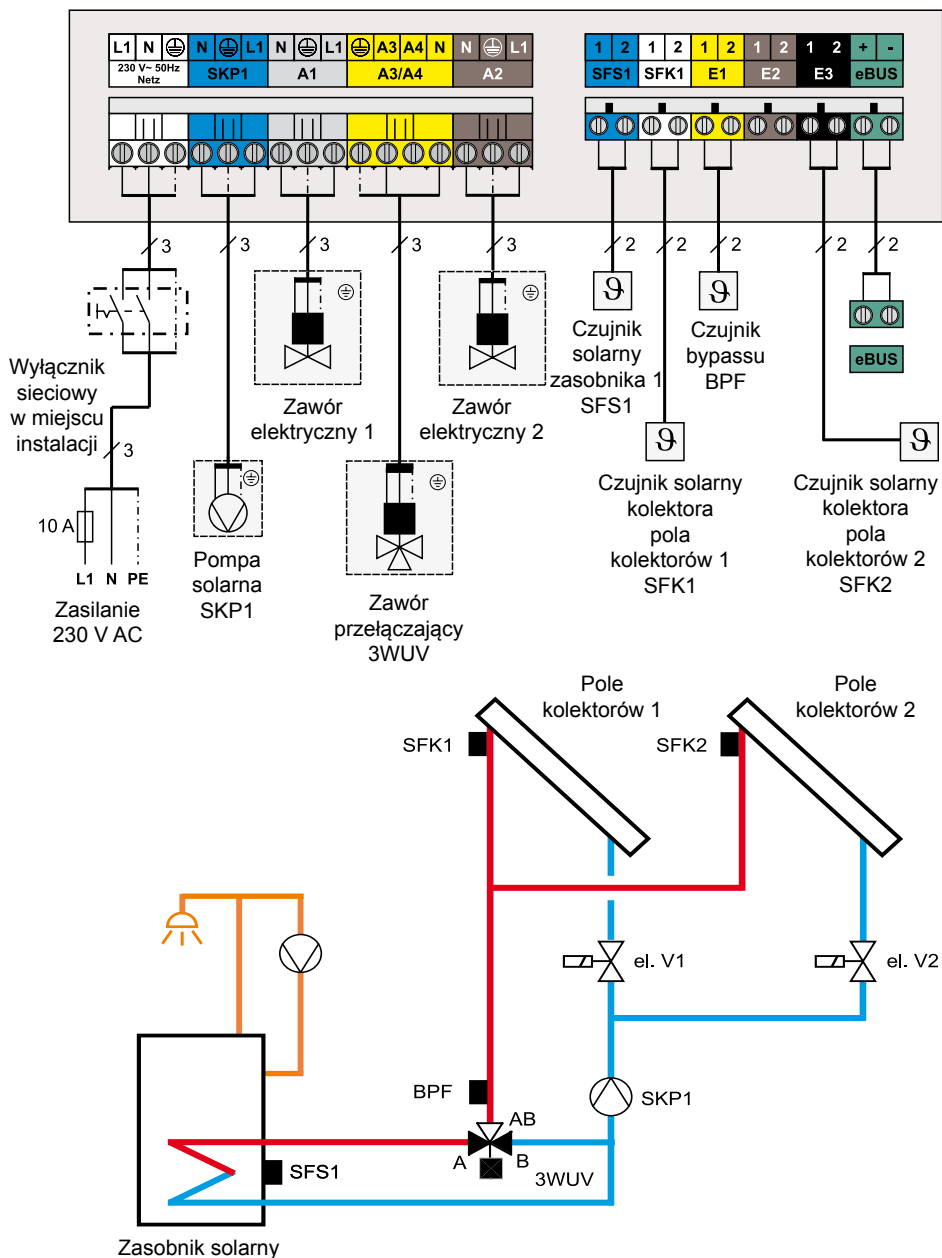 L1 N N L1 N L1 A3 A4 N N L1
230 V~ 50Hz
Netz
SKP1
A1
A3/A4
A2
1 2 1 2 1 2 1 2 1 2 + -
SFS1 SFK1 E1 E2 E3 eBUS
3 3 3 3 3 2 2 2 2 2
Wyłącznik
sieciowy
w miejscu
instalacji
3
10 A
L1 N PE
Zasilanie
230 V AC
Pompa
solarna
SKP1
Zawór
elektryczny 1
Zawór
przełączający
3WUV
Zawór
elektryczny 2
ϑ
Czujnik
solarny
zasobnika 1
SFS1
ϑ
Czujnik
bypassu
BPF
eBUS
ϑ
Czujnik solarny
kolektora
pola
kolektorów 1
SFK1
ϑ
Czujnik solarny
kolektora
pola
kolektorów 2
SFK2
Pole
kolektorów 1
Pole
kolektorów 2
SFK1
SFK2
el. V1
el. V2
BPF
SKP1
AB
A
B
3WUV
SFS1
Zasobnik solarny